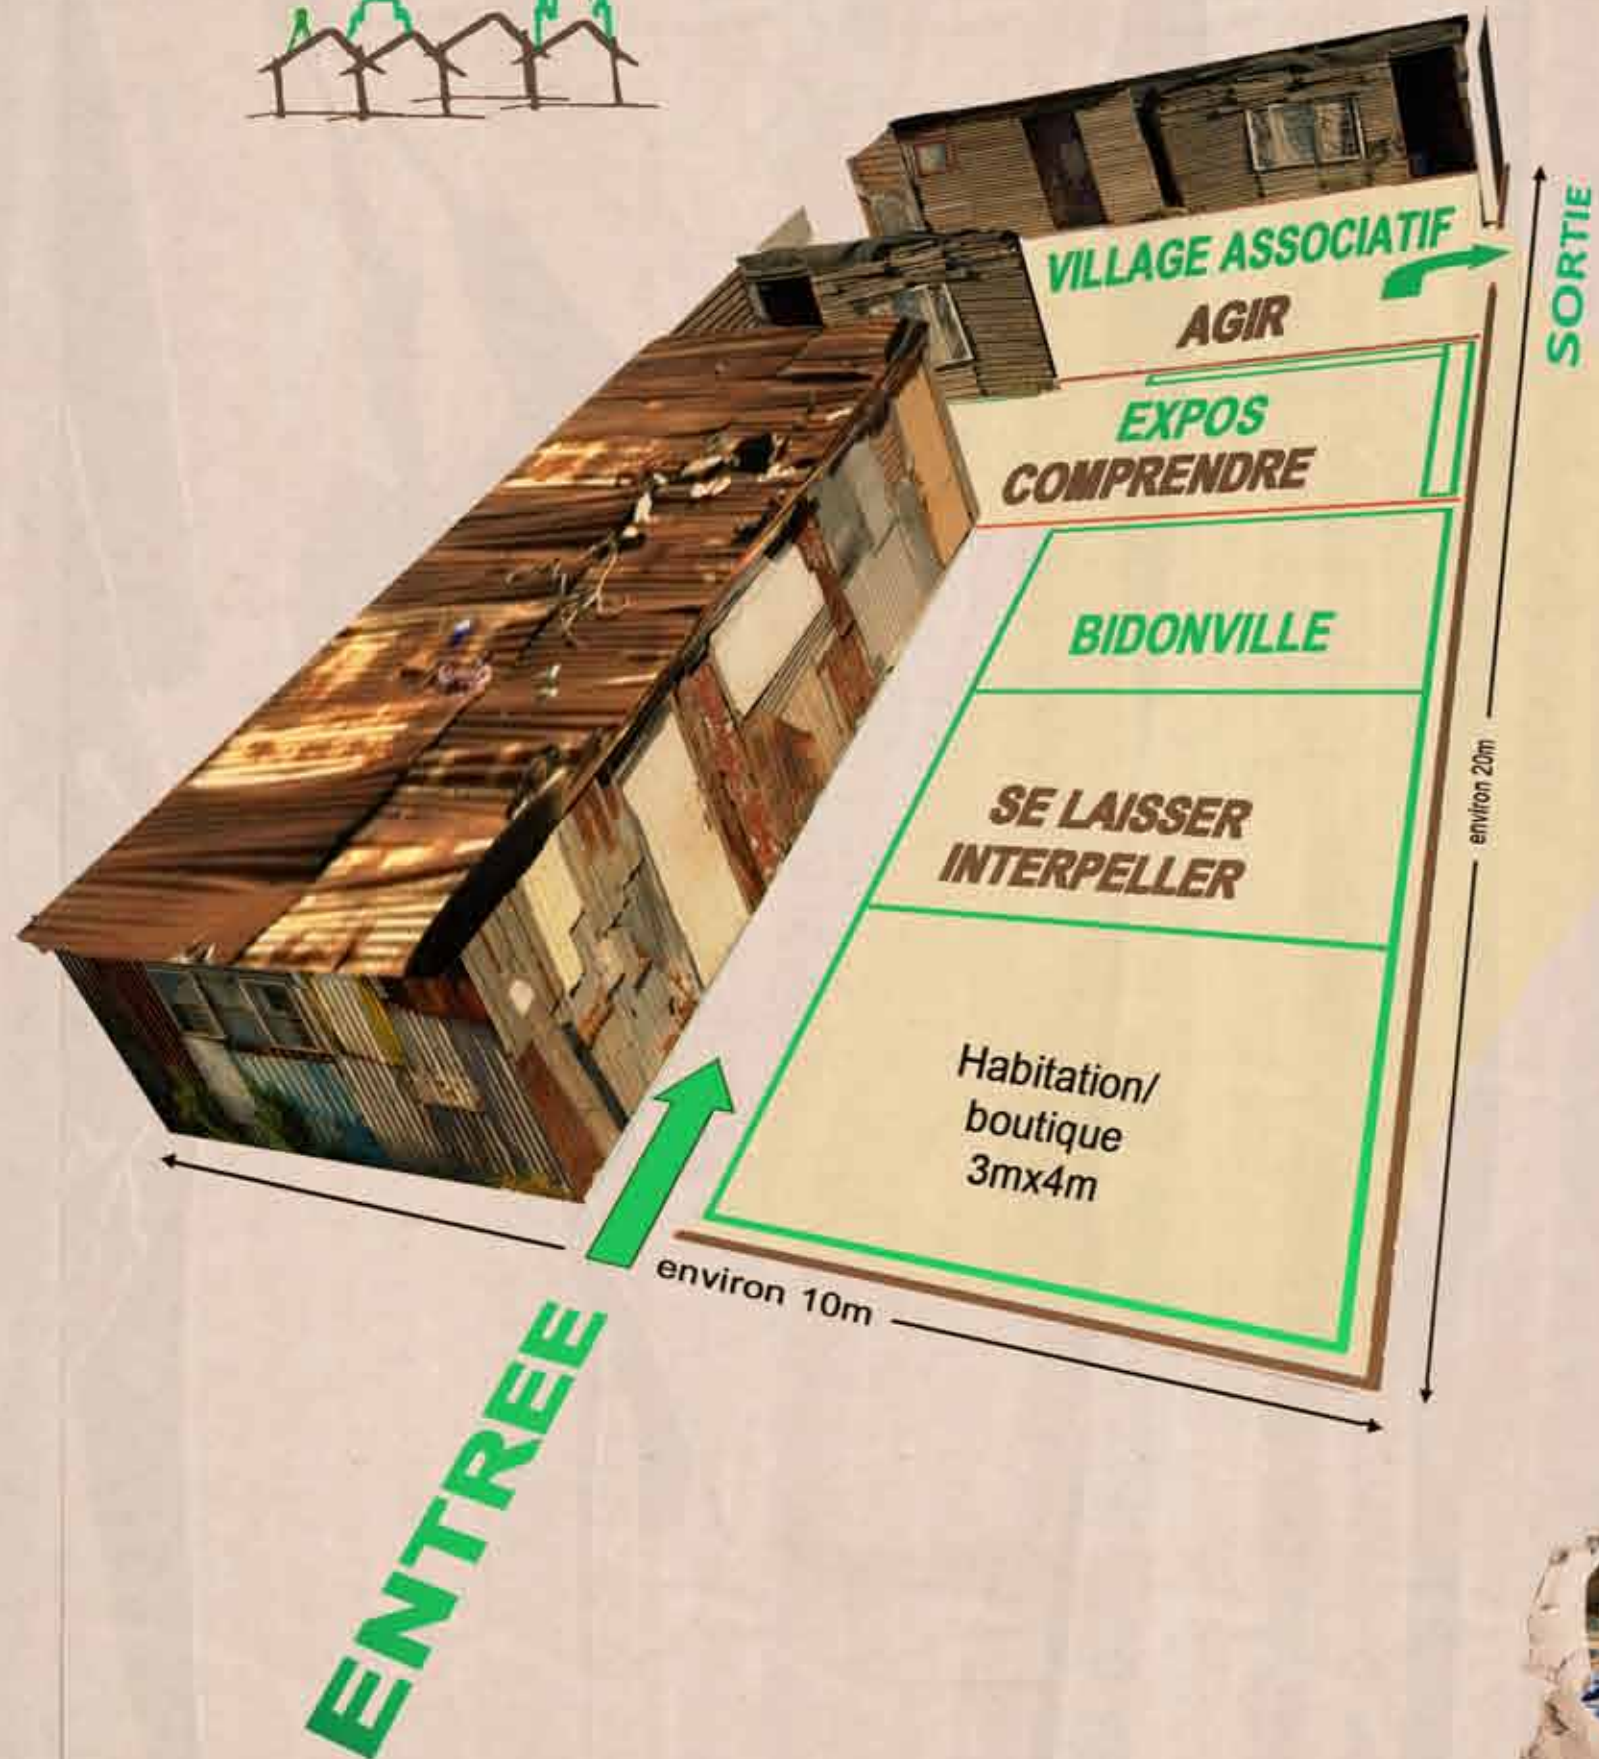 VILLAGE ASSOCIATIF
AGIR
SORTIE
EXPOS
COMPRENDRE
BIDONVILLE
SE LAISSER
INTERPELLER
environ 20m
Habitation/
boutique
3mx4m
environ 10m
ENTREE